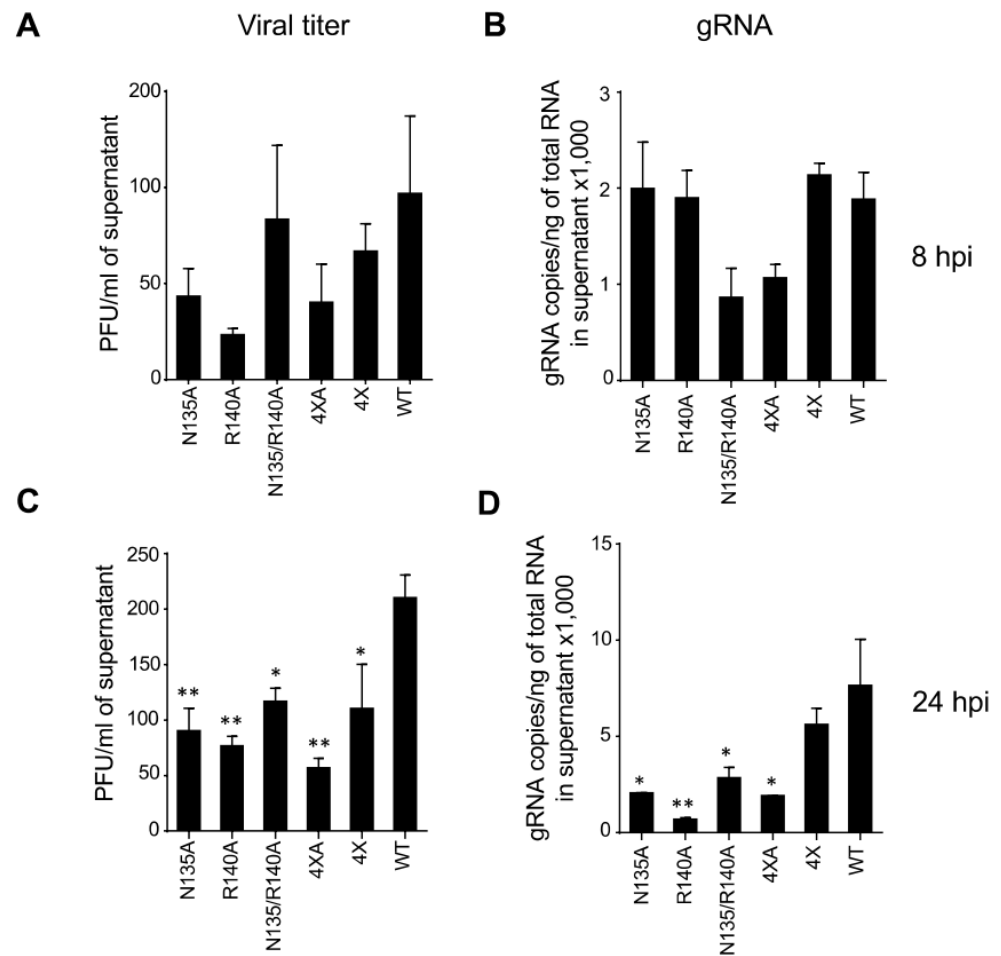 A
Viral titer
PFU/ml of supernatant
200
100
50
0
N135A
R140A
N135/R140A
4XA
4X
WT
B
gRNA
gRNA copies/ng of total RNA
in supernatant x1,000
3
2
1
0
N135A
R140A
N135/R140A
4XA
4X
WT
8 hpi
C
PFU/ml of supernatant
250
200
150
100
50
0
**
**
*
**
*
N135A
R140A
N135/R140A
4XA
4X
WT
D
gRNA copies/ng of total RNA
in supernatant x1,000
15
10
5
0
*
**
*
*
N135A
R140A
N135/R140A
4XA
4X
WT
24 hpi